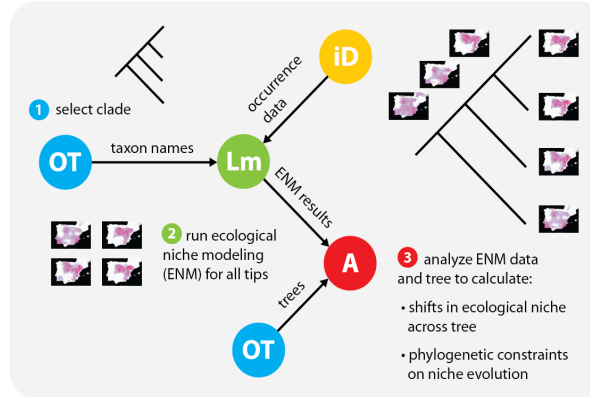 iD
occurrence
data
1 select clade
OT
taxon names
Lm
ENM results
2 run ecological
niche modeling
(ENM) for all tips
A
trees
OT
3 analyze ENM data
and tree to calculate:
• shifts in ecological niche
across tree
• phylogenetic constraints
on niche evolution